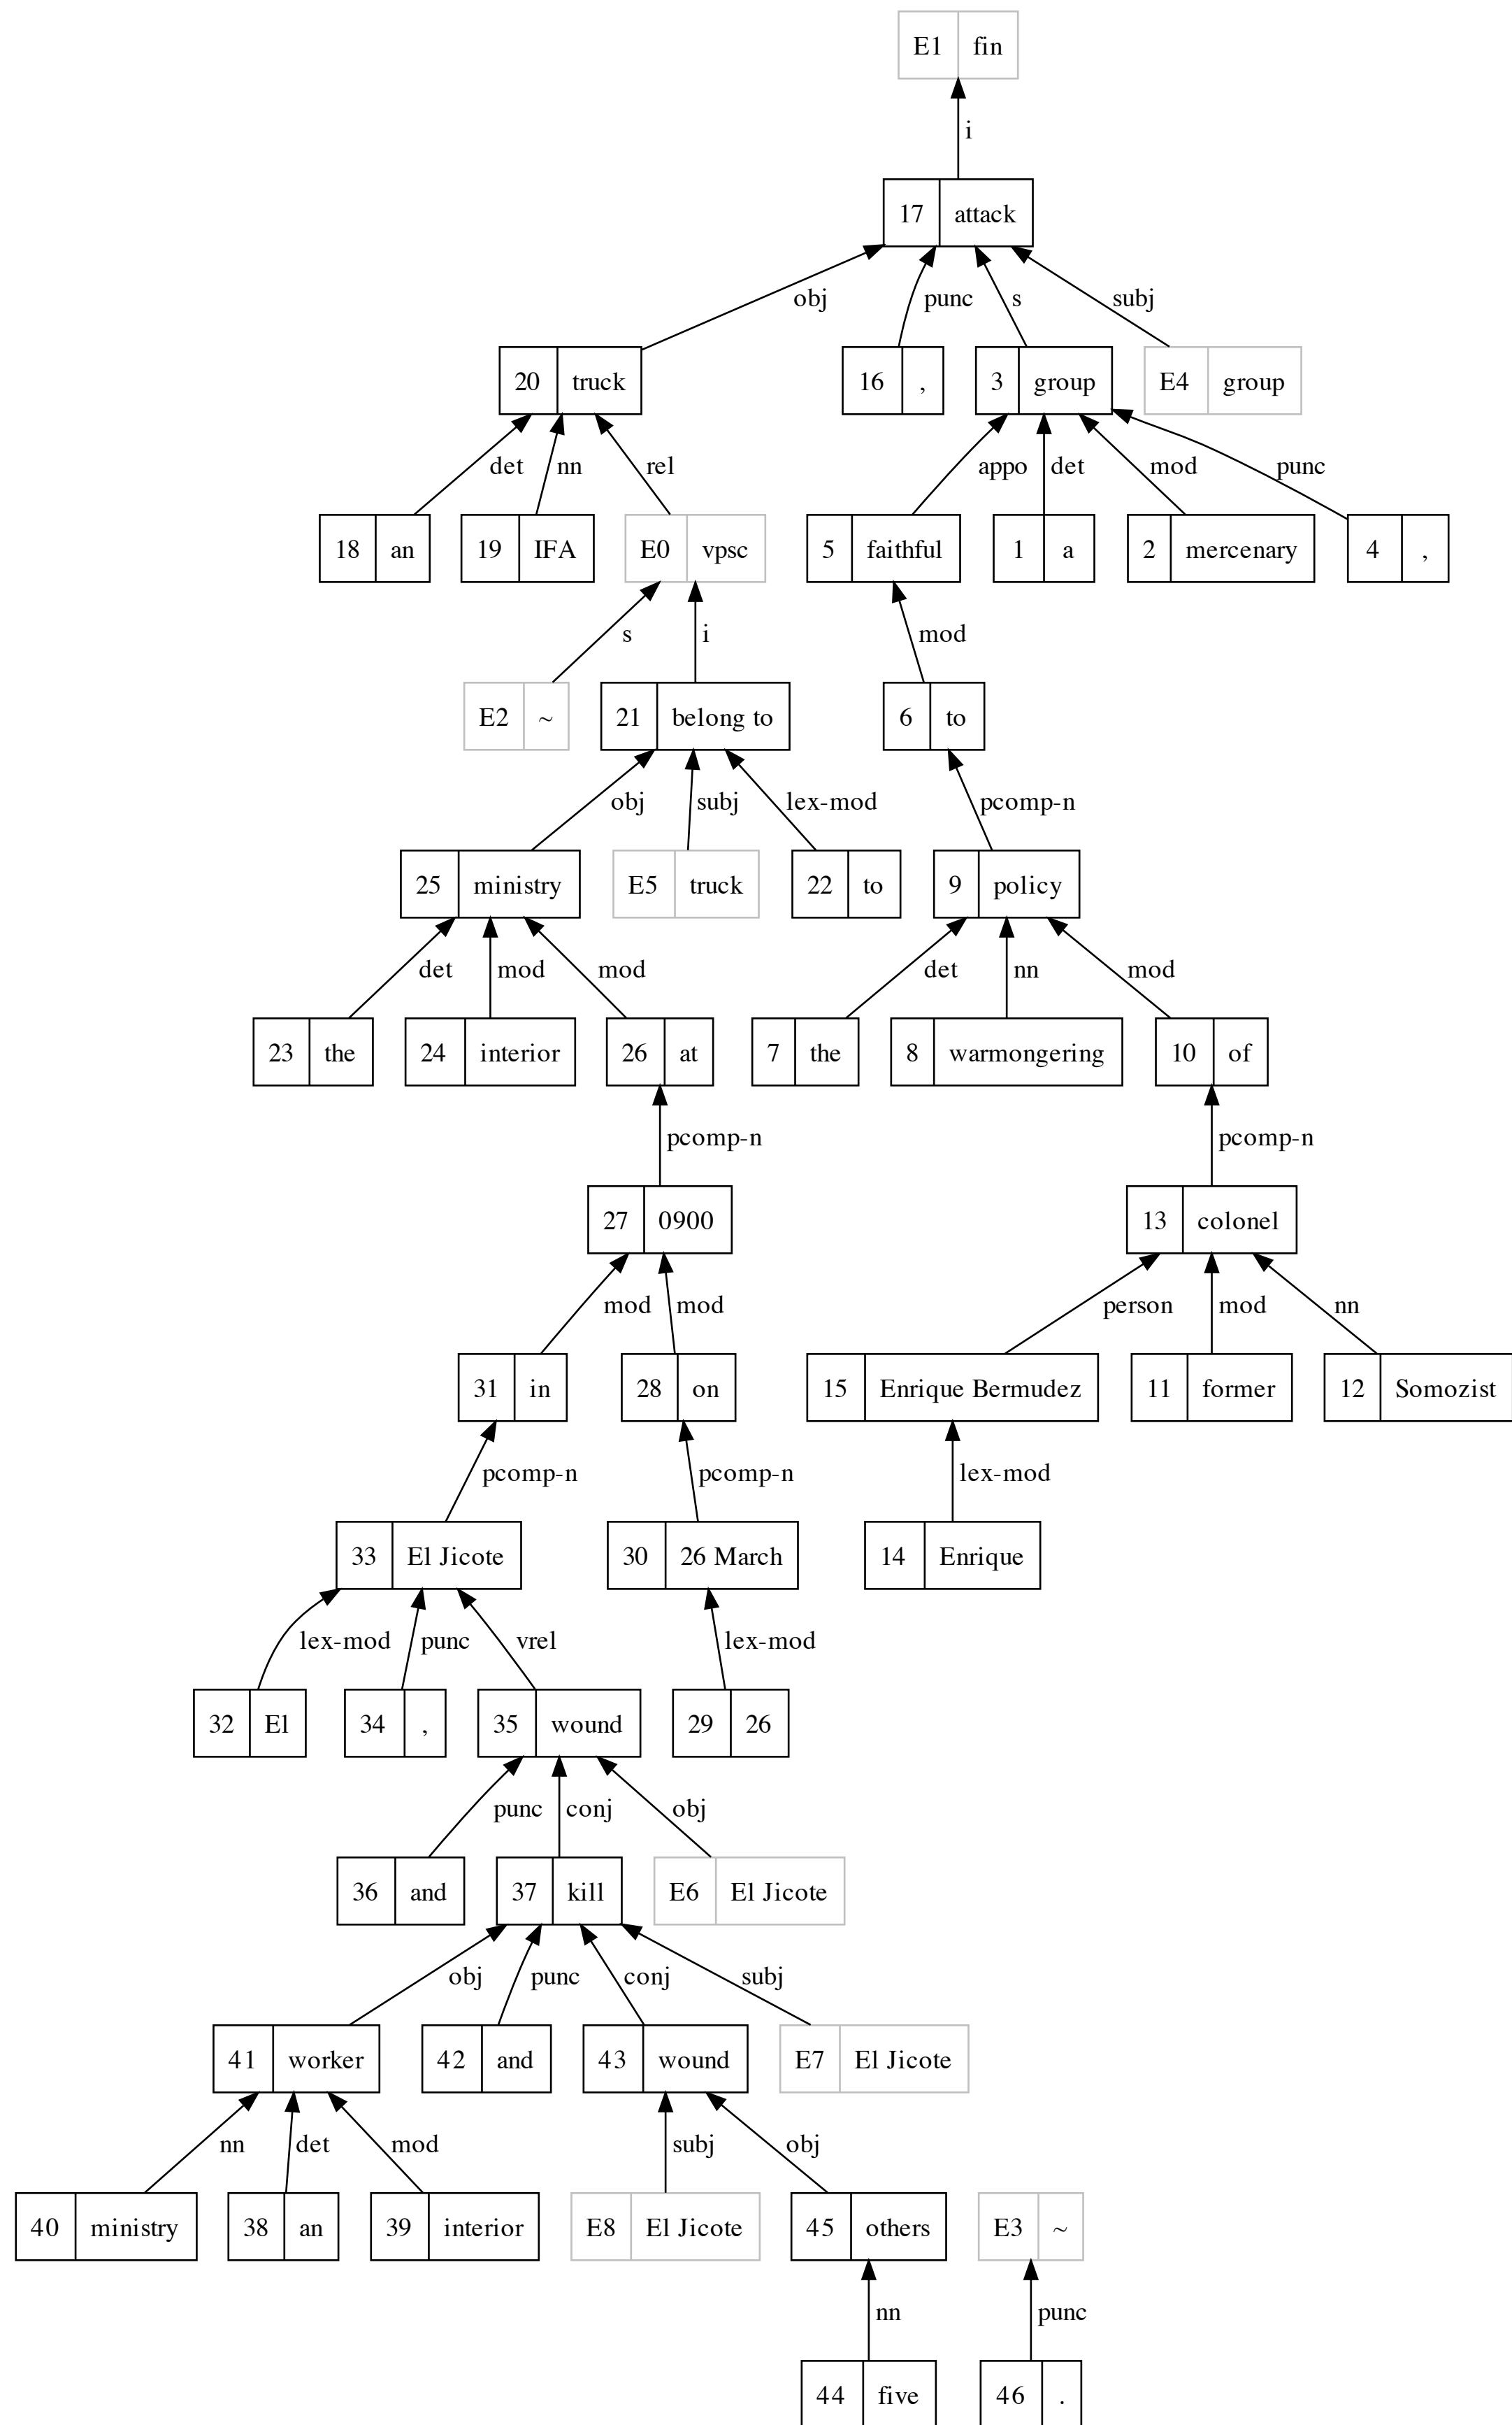 E1 fin
i
17 attack
obj punc s subj
20 truck 16 , 3 group E4 group
det nn rel appo det mod punc
18 an 19 IFA E0 vpsc 5 faithful 1 a 2 mercenary 4 ,
s i mod
E2 ~ 21 belong to 6 to
obj subj lex-mod pcomp-n
25 ministry E5 truck 22 to 9 policy
det mod mod det nn mod
23 the 24 interior 26 at 7 the 8 warmongering 10 of
pcomp-n pcomp-n
27 0900 13 colonel
mod mod person mod nn
31 in 28 on 15 Enrique Bermudez 11 former 12 Somozist
pcomp-n pcomp-n lex-mod
33 El Jicote 30 26 March 14 Enrique
lex-mod punc vrel lex-mod
32 El 34 , 35 wound 29 26
punc conj obj
36 and 37 kill E6 El Jicote
obj punc conj subj
41 worker 42 and 43 wound E7 El Jicote
nn det mod subj obj
40 ministry 38 an 39 interior E8 El Jicote 45 others E3 ~
nn punc
44 five 46 .